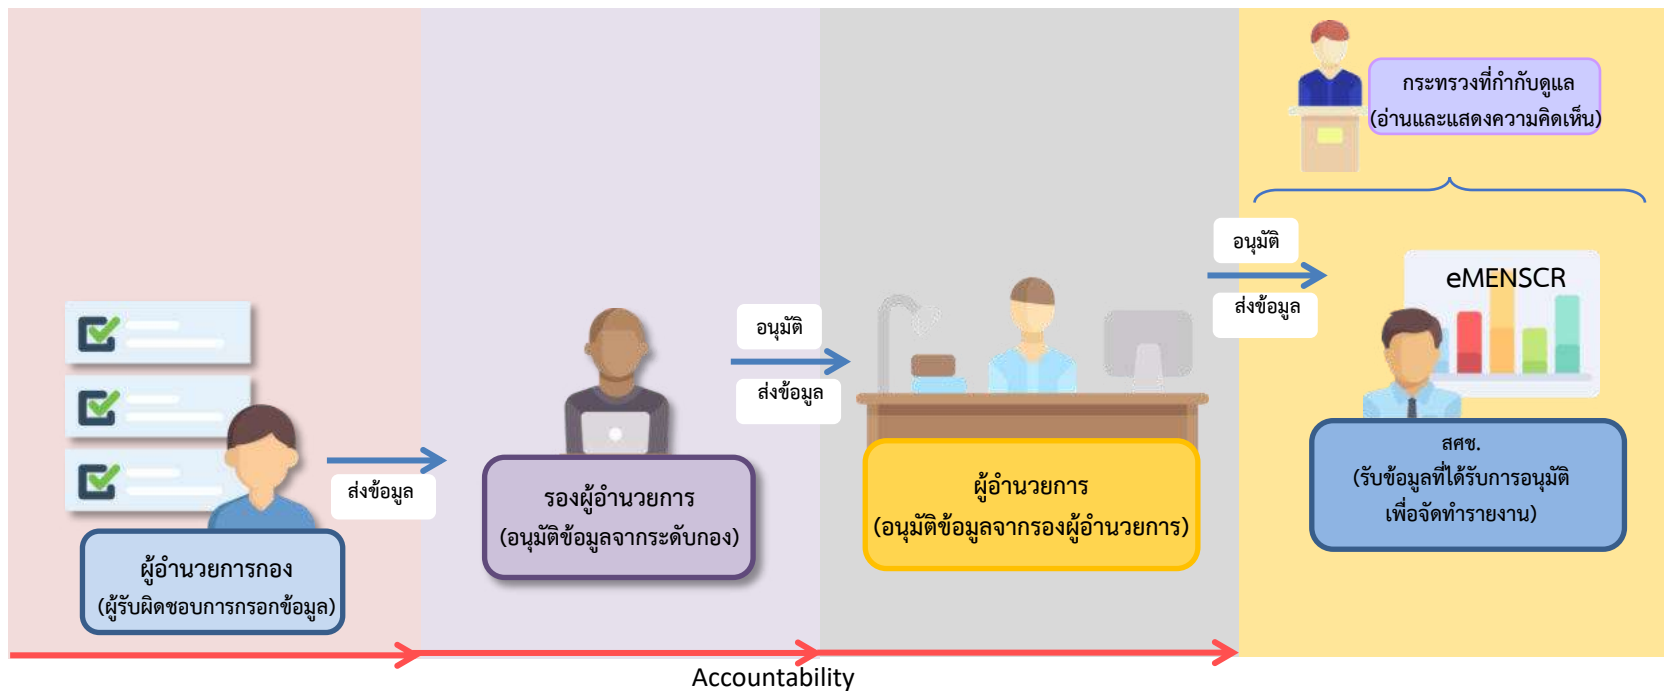 กระทรวงที่กำกับดูแล
(อ่านและแสดงความคิดเห็น)
อนุมัติ
ส่งข้อมูล
eMENSCR
อนุมัติ
ส่งข้อมูล
ส่งข้อมูล
ผู้อำนวยการกอง
(ผู้รับผิดชอบการกรอกข้อมูล)
รองผู้อำนวยการ
(อนุมัติข้อมูลจากระดับกอง)
ผู้อำนวยการ
(อนุมัติข้อมูลจากรองผู้อำนวยการ)
สศช.
(รับข้อมูลที่ได้รับการอนุมัติ
เพื่อจัดทำรายงาน)
Accountability